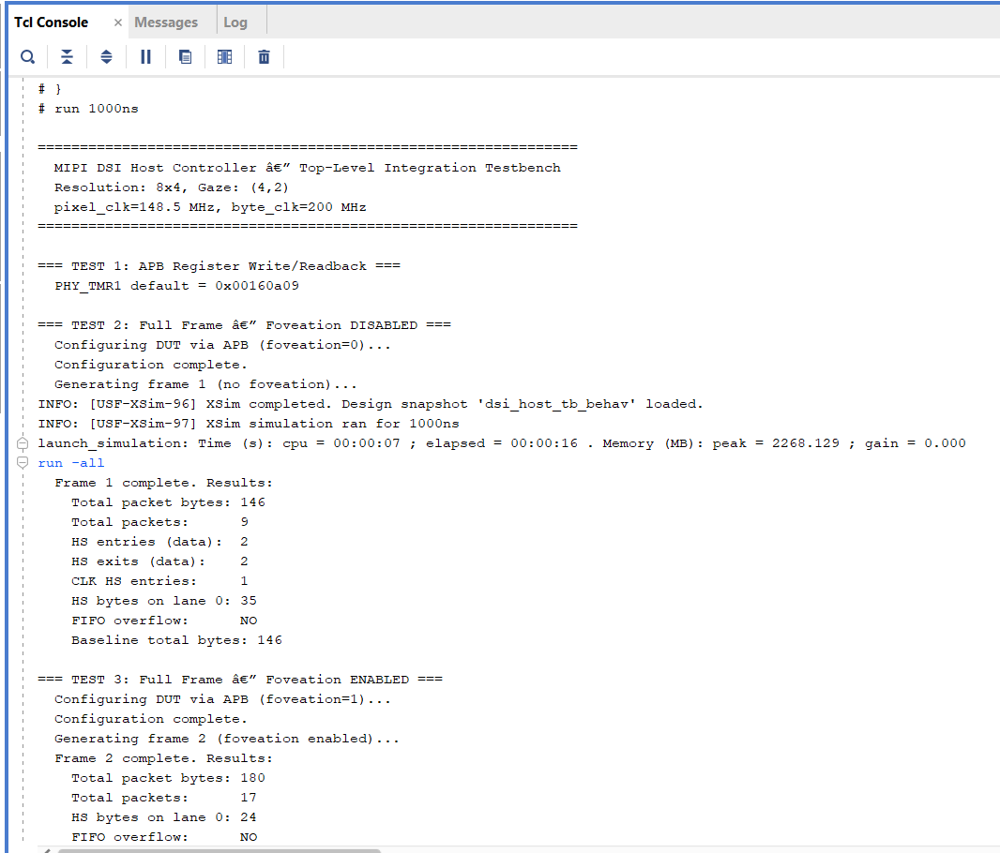 Tcl Console × Messages Log
# }
# run 1000ns
================================================================
MIPI DSI Host Controller â€” Top-Level Integration Testbench
Resolution: 8x4, Gaze: (4,2)
pixel_clk=148.5 MHz, byte_clk=200 MHz
================================================================
=== TEST 1: APB Register Write/Readback ===
PHY_TMR1 default = 0x00160a09
=== TEST 2: Full Frame â€” Foveation DISABLED ===
Configuring DUT via APB (foveation=0)...
Configuration complete.
Generating frame 1 (no foveation)...
INFO: [USF-XSim-96] XSim completed. Design snapshot 'dsi_host_tb_behav' loaded.
INFO: [USF-XSim-97] XSim simulation ran for 1000ns
launch_simulation: Time (s): cpu = 00:00:07 ; elapsed = 00:00:16 . Memory (MB): peak = 2268.129 ; gain = 0.000
run -all
Frame 1 complete. Results:
Total packet bytes: 146
Total packets: 9
HS entries (data): 2
HS exits (data): 2
CLK HS entries: 1
HS bytes on lane 0: 35
FIFO overflow: NO
Baseline total bytes: 146
=== TEST 3: Full Frame â€” Foveation ENABLED ===
Configuring DUT via APB (foveation=1)...
Configuration complete.
Generating frame 2 (foveation enabled)...
Frame 2 complete. Results:
Total packet bytes: 180
Total packets: 17
HS bytes on lane 0: 24
FIFO overflow: NO